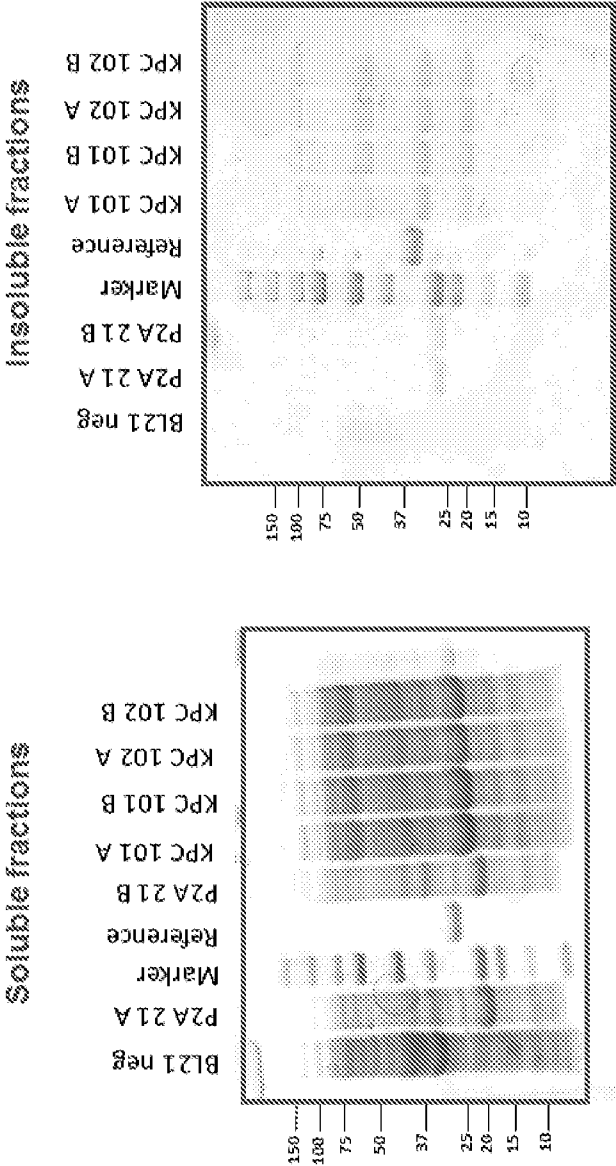 Soluble fractions
BL21 neg
P2A 21 A
Marker
Reference
P2A 21 B
KPC 101 A
KPC 101 B
KPC 102 A
KPC 102 B
150
100
75
50
37
25
20
15
10
Insoluble fractions
BL21 neg
P2A 21 A
P2A 21 B
Marker
Reference
KPC 101 A
KPC 101 B
KPC 102 A
KPC 102 B
150
100
75
50
37
25
20
15
10